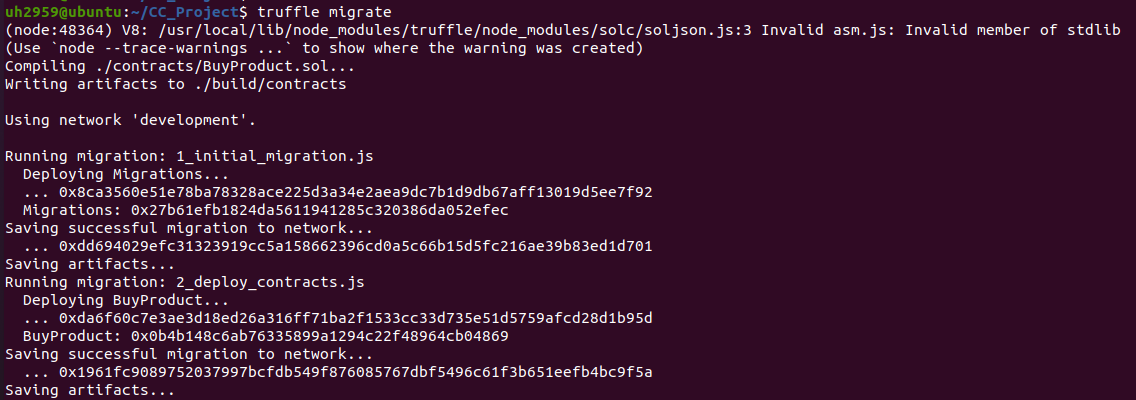 uh2959@ubuntu:~/CC_Project$ truffle migrate
(node:48364) V8: /usr/local/lib/node_modules/truffle/node_modules/solc/soljson.js:3 Invalid asm.js: Invalid member of stdlib
(Use `node --trace-warnings ...` to show where the warning was created)
Compiling ./contracts/BuyProduct.sol...
Writing artifacts to ./build/contracts

Using network 'development'.

Running migration: 1_initial_migration.js
  Deploying Migrations...
  ... 0x8ca3560e51e78ba78328ace225d3a34e2aea9dc7b1d9db67aff13019d5ee7f92
  Migrations: 0x27b61efb1824da5611941285c320386da052efec
Saving successful migration to network...
  ... 0xdd694029efc31323919cc5a158662396cd0a5c66b15d5fc216ae39b83ed1d701
Saving artifacts...
Running migration: 2_deploy_contracts.js
  Deploying BuyProduct...
  ... 0xda6f60c7e3ae3d18ed26a316ff71ba2f1533cc33d735e51d5759afcd28d1b95d
  BuyProduct: 0x0b4b148c6ab76335899a1294c22f48964cb04869
Saving successful migration to network...
  ... 0x1961fc9089752037997bcfdb549f876085767dbf5496c61f3b651eefb4bc9f5a
Saving artifacts...